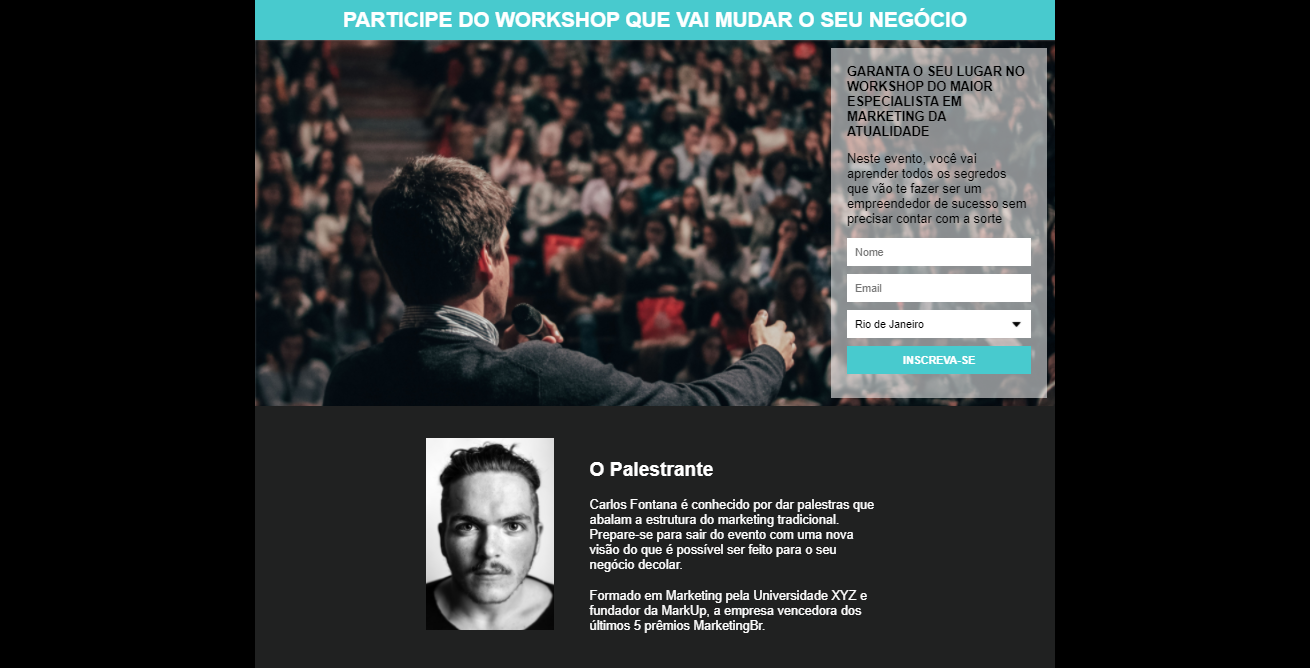 PARTICIPE DO WORKSHOP QUE VAI MUDAR O SEU NEGÓCIO
GARANTA O SEU LUGAR NO
WORKSHOP DO MAIOR
ESPECIALISTA EM
MARKETING DA
ATUALIDADE
Neste evento, você vai
aprender todos os segredos
que vão te fazer ser um
empreendedor de sucesso sem
precisar contar com a sorte
Nome
Email
Rio de Janeiro
INSCREVA-SE
O Palestrante
Carlos Fontana é conhecido por dar palestras que
abalam a estrutura do marketing tradicional.
Prepare-se para sair do evento com uma nova
visão do que é possível ser feito para o seu
negócio decolar.
Formado em Marketing pela Universidade XYZ e
fundador da MarkUp, a empresa vencedora dos
últimos 5 prêmios MarketingBr.